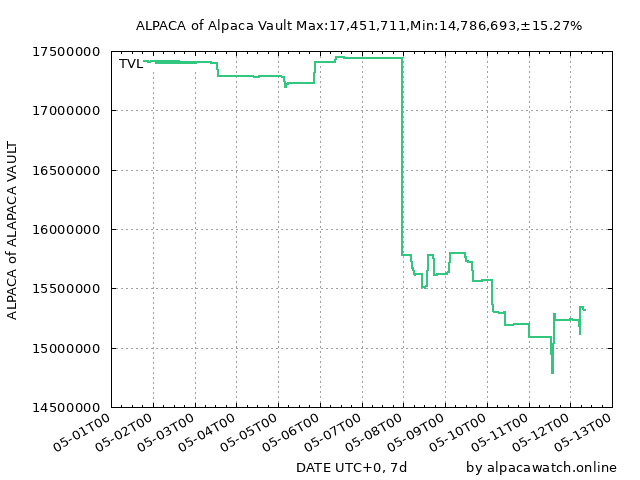 ALPACA of Alpaca Vault Max:17,451,711,Min:14,786,693,±15.27%
17500000
TVL
17000000
16500000
16000000
15500000
15000000
14500000
ALPACA of ALAPACA VAULT
05-01T00
05-02T00
05-03T00
05-04T00
05-05T00
05-06T00
05-07T00
05-08T00
05-09T00
05-10T00
05-11T00
05-12T00
05-13T00
DATE UTC+0, 7d
by alpacawatch.online